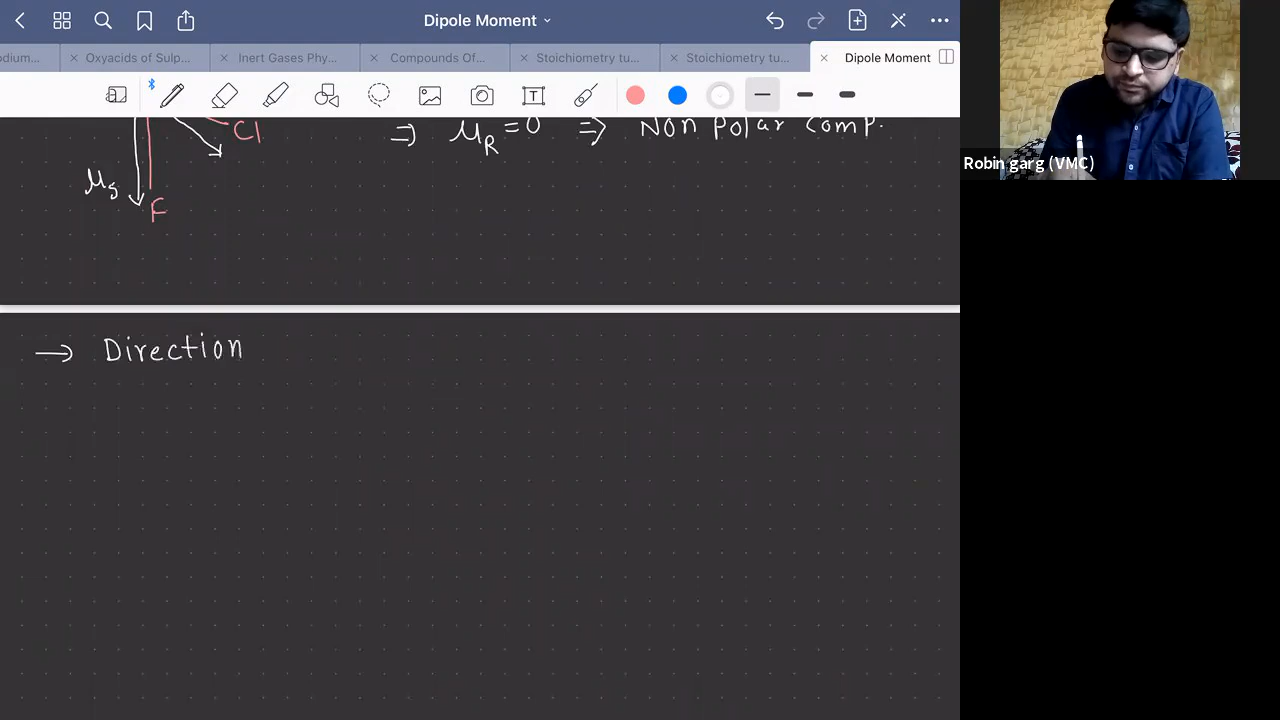 Dipole Moment
odium...
Oxyacids of Sulp...
Inert Gases Phy...
Compounds Of...
Stoichiometry tu...
Stoichiometry tu...
Dipole Moment
T
Cl
⇒ μR = 0 ⇒ Non Polar Comp.
μ
F
→ Direction
Robin garg (VMC)